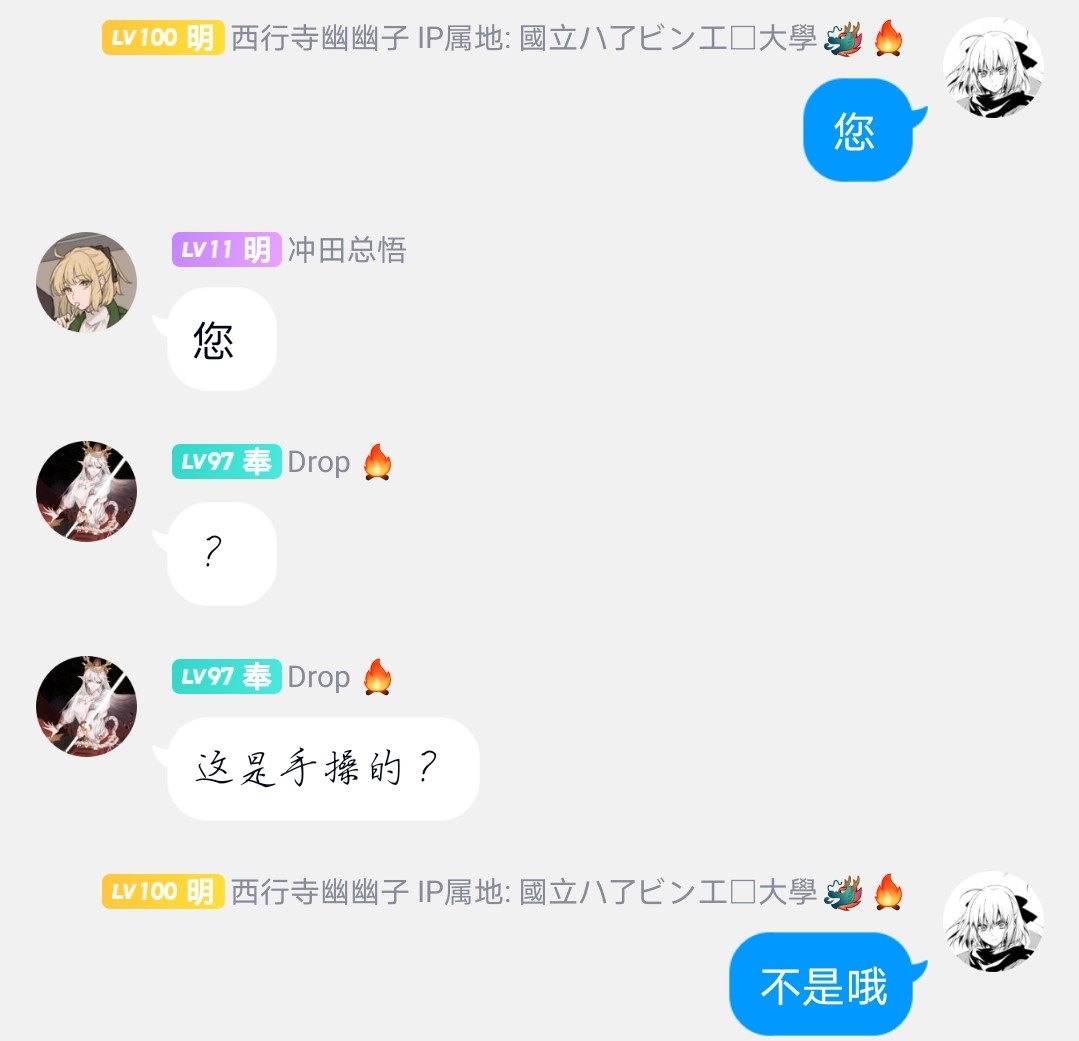 LV100 明 西行寺幽幽子 IP属地: 國立ハ了ビン工□大學🐲🔥
您
LV11 明 冲田总悟
您
LV97 奉 Drop 🔥
？
LV97 奉 Drop 🔥
这是手操的？
LV100 明 西行寺幽幽子 IP属地: 國立ハ了ビン工□大學🐲🔥
不是哦